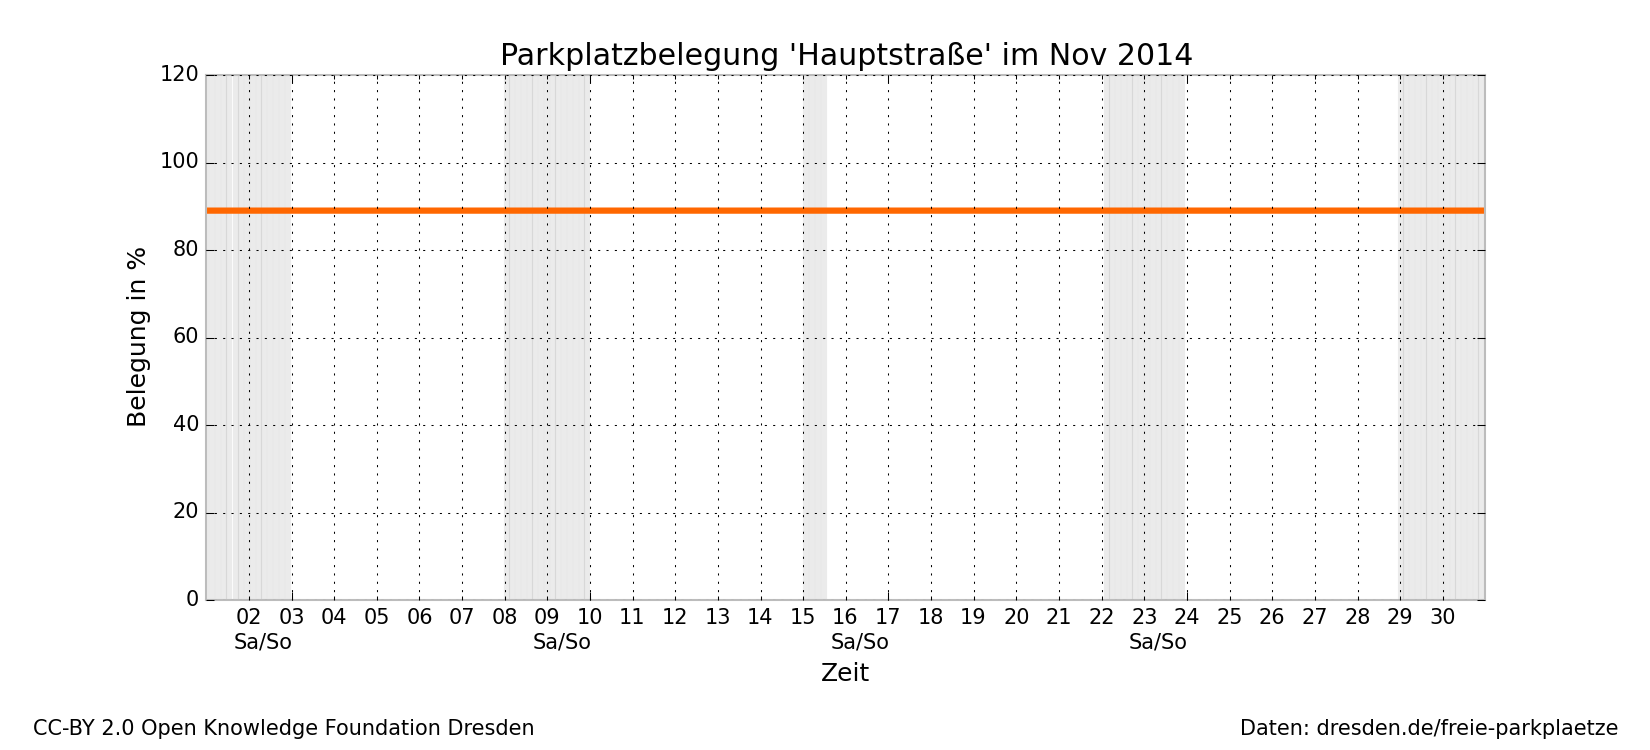 Parkplatzbelegung 'Hauptstraße' im Nov 2014
120
100
80
60
40
20
0
Belegung in %
02 03 04 05 06 07 08 09 10 11 12 13 14 15 16 17 18 19 20 21 22 23 24 25 26 27 28 29 30
Sa/So Sa/So Sa/So Sa/So
Zeit
CC-BY 2.0 Open Knowledge Foundation Dresden
Daten: dresden.de/freie-parkplaetze